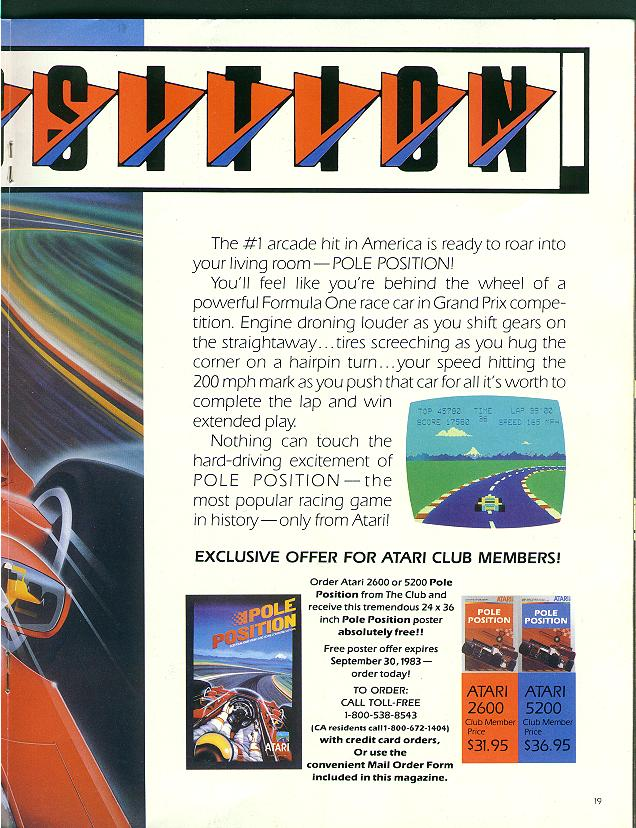 OSITION
The #1 arcade hit in America is ready to roar into
your living room—POLE POSITION!
You'll feel like you're behind the wheel of a
powerful Formula One race car in Grand Prix compe-
tition. Engine droning louder as you shift gears on
the straightaway...tires screeching as you hug the
corner on a hairpin turn...your speed hitting the
200 mph mark as you push that car for all it's worth to
complete the lap and win
extended play.
Nothing can touch the
hard-driving excitement of
POLE POSITION—the
most popular racing game
in history—only from Atari!
TOP 45780 TIME LAP 35'00
SCORE 17580 36 SPEED 165 MPH
EXCLUSIVE OFFER FOR ATARI CLUB MEMBERS!
POLE
POSITION
ATARI
Order Atari 2600 or 5200 Pole
Position from The Club and
receive this tremendous 24 x 36
inch Pole Position poster
absolutely free!!
Free poster offer expires
September 30, 1983—
order today!
TO ORDER:
CALL TOLL-FREE
1-800-538-8543
(CA residents call 1-800-672-1404)
with credit card orders,
Or use the
convenient Mail Order Form
included in this magazine.
ATARI
POLE
POSITION
ATARI
2600
Club Member
Price
$31.95
ATARI
POLE
POSITION
ATARI
5200
Club Member
Price
$36.95
19